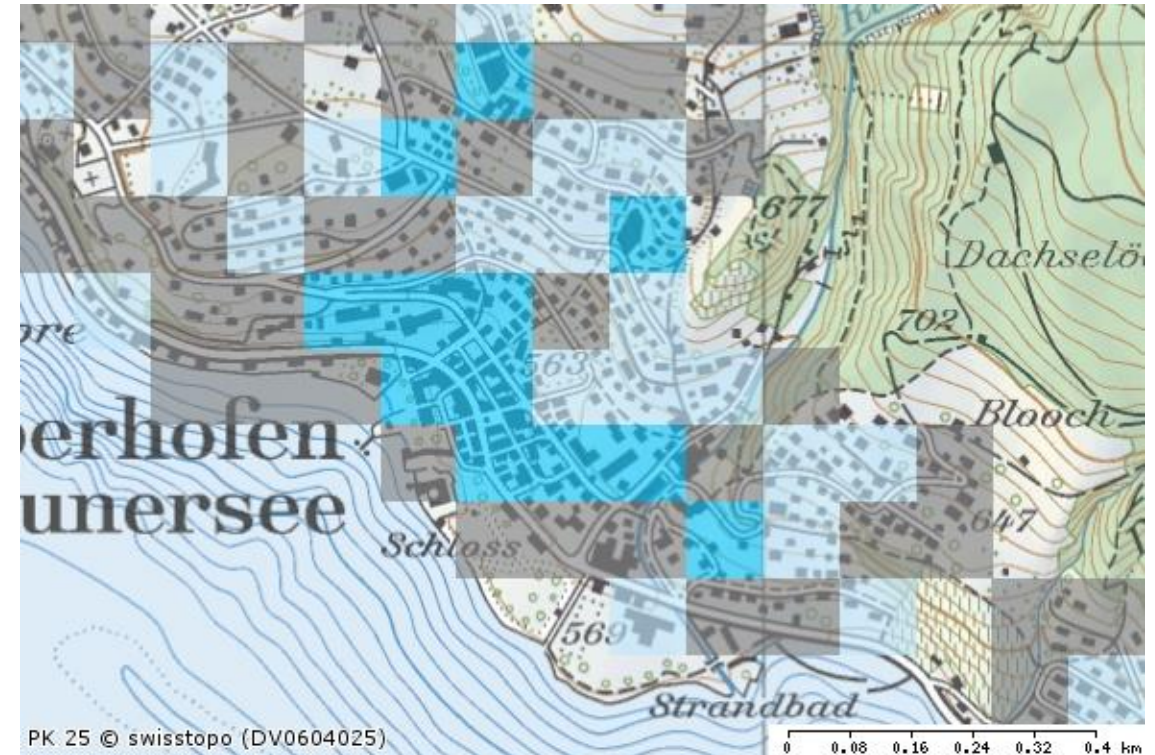 677
Dachselö
ore
702
563
erhofen
Blooch
unersee
647
Schloss
569
Strandbad
PK 25 © swisstopo (DV0604025)
0 0.08 0.16 0.24 0.32 0.4 km